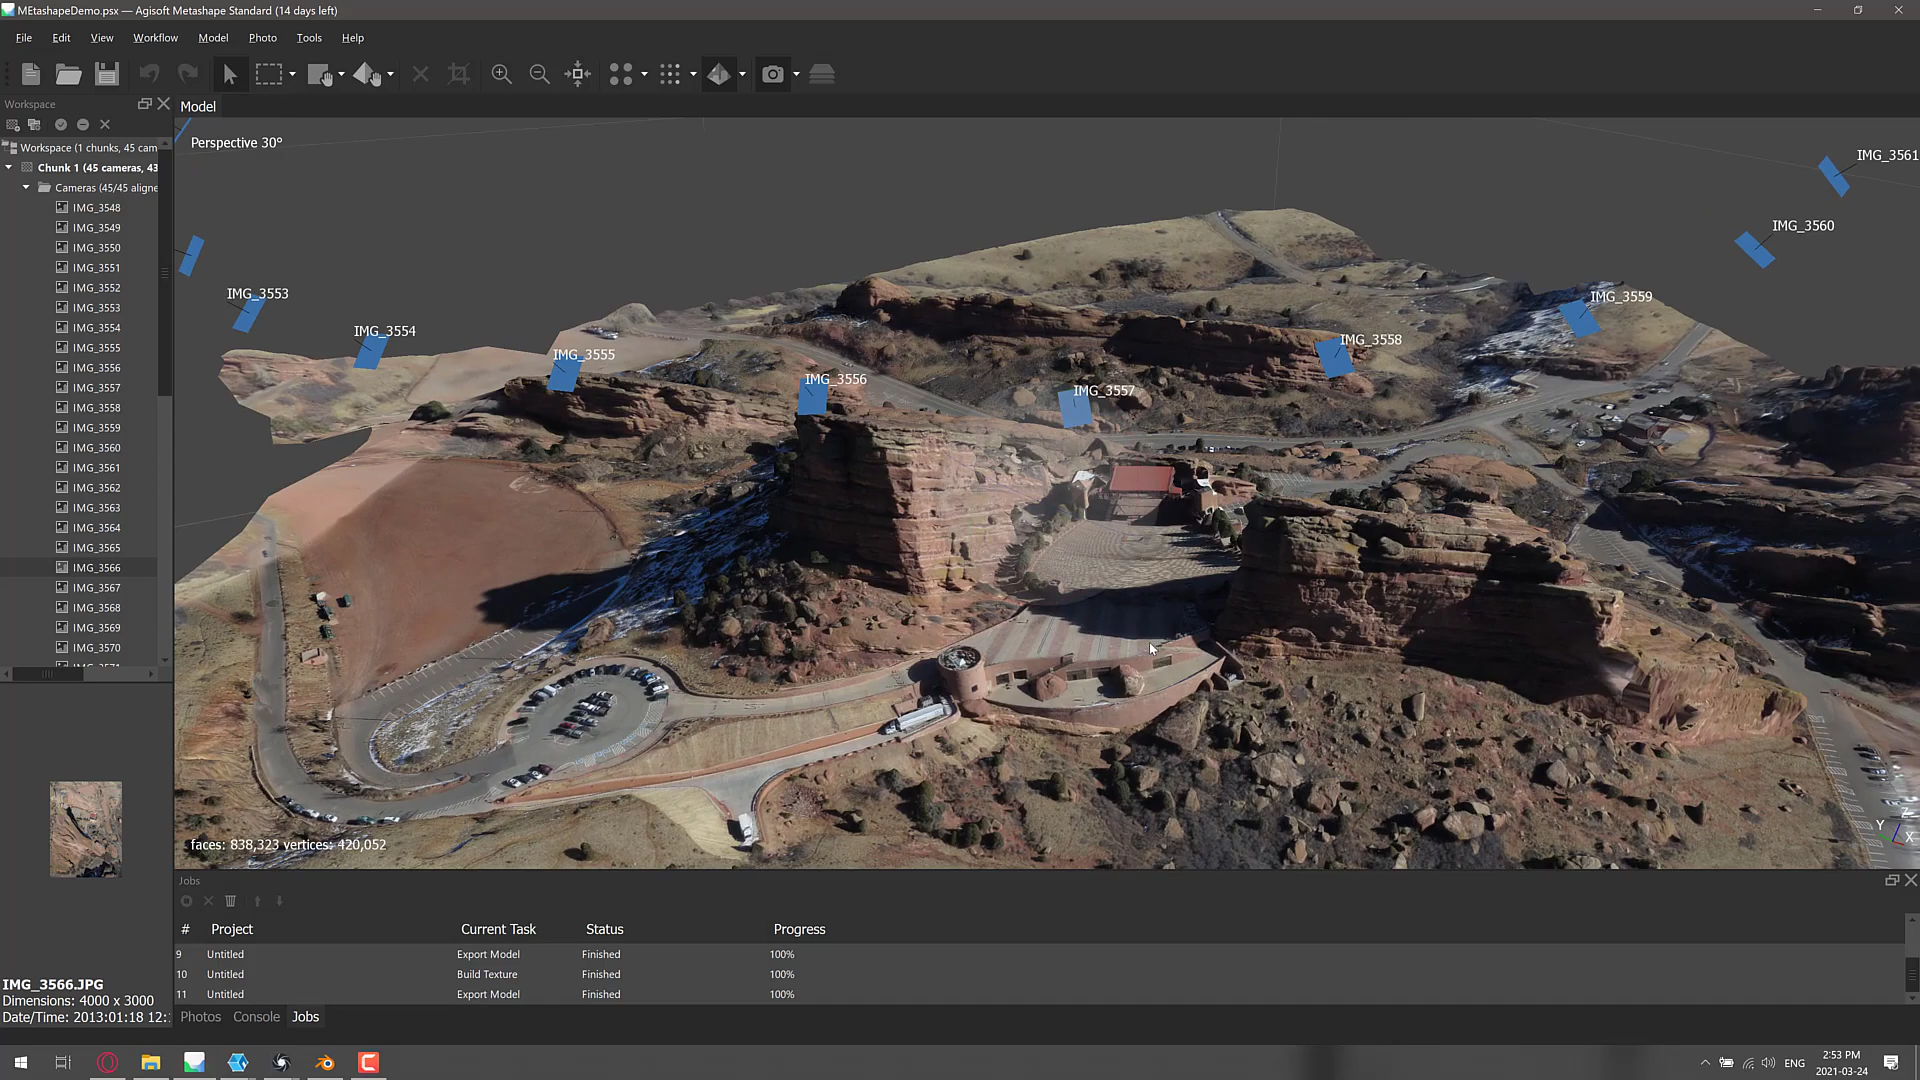 MEtashapeDemo.psx — Agisoft Metashape Standard (14 days left)
File Edit View Workflow Model Photo Tools Help
Workspace
Model
Workspace (1 chunks, 45 cam
Chunk 1 (45 cameras, 43
Cameras (45/45 aligne
IMG_3548
IMG_3549
IMG_3550
IMG_3551
IMG_3552
IMG_3553
IMG_3554
IMG_3555
IMG_3556
IMG_3557
IMG_3558
IMG_3559
IMG_3560
IMG_3561
IMG_3562
IMG_3563
IMG_3564
IMG_3565
IMG_3566
IMG_3567
IMG_3568
IMG_3569
IMG_3570
Perspective 30°
IMG_3561
IMG_3560
IMG_3553
IMG_3559
IMG_3554
IMG_3558
IMG_3555
IMG_3556
IMG_3557
Z
Y
X
faces: 838,323 vertices: 420,052
Jobs
# Project Current Task Status Progress
9 Untitled Export Model Finished 100%
10 Untitled Build Texture Finished 100%
11 Untitled Export Model Finished 100%
IMG_3566.JPG
Dimensions: 4000 x 3000
Date/Time: 2013:01:18 12:
Photos Console Jobs
ENG
2:53 PM
2021-03-24